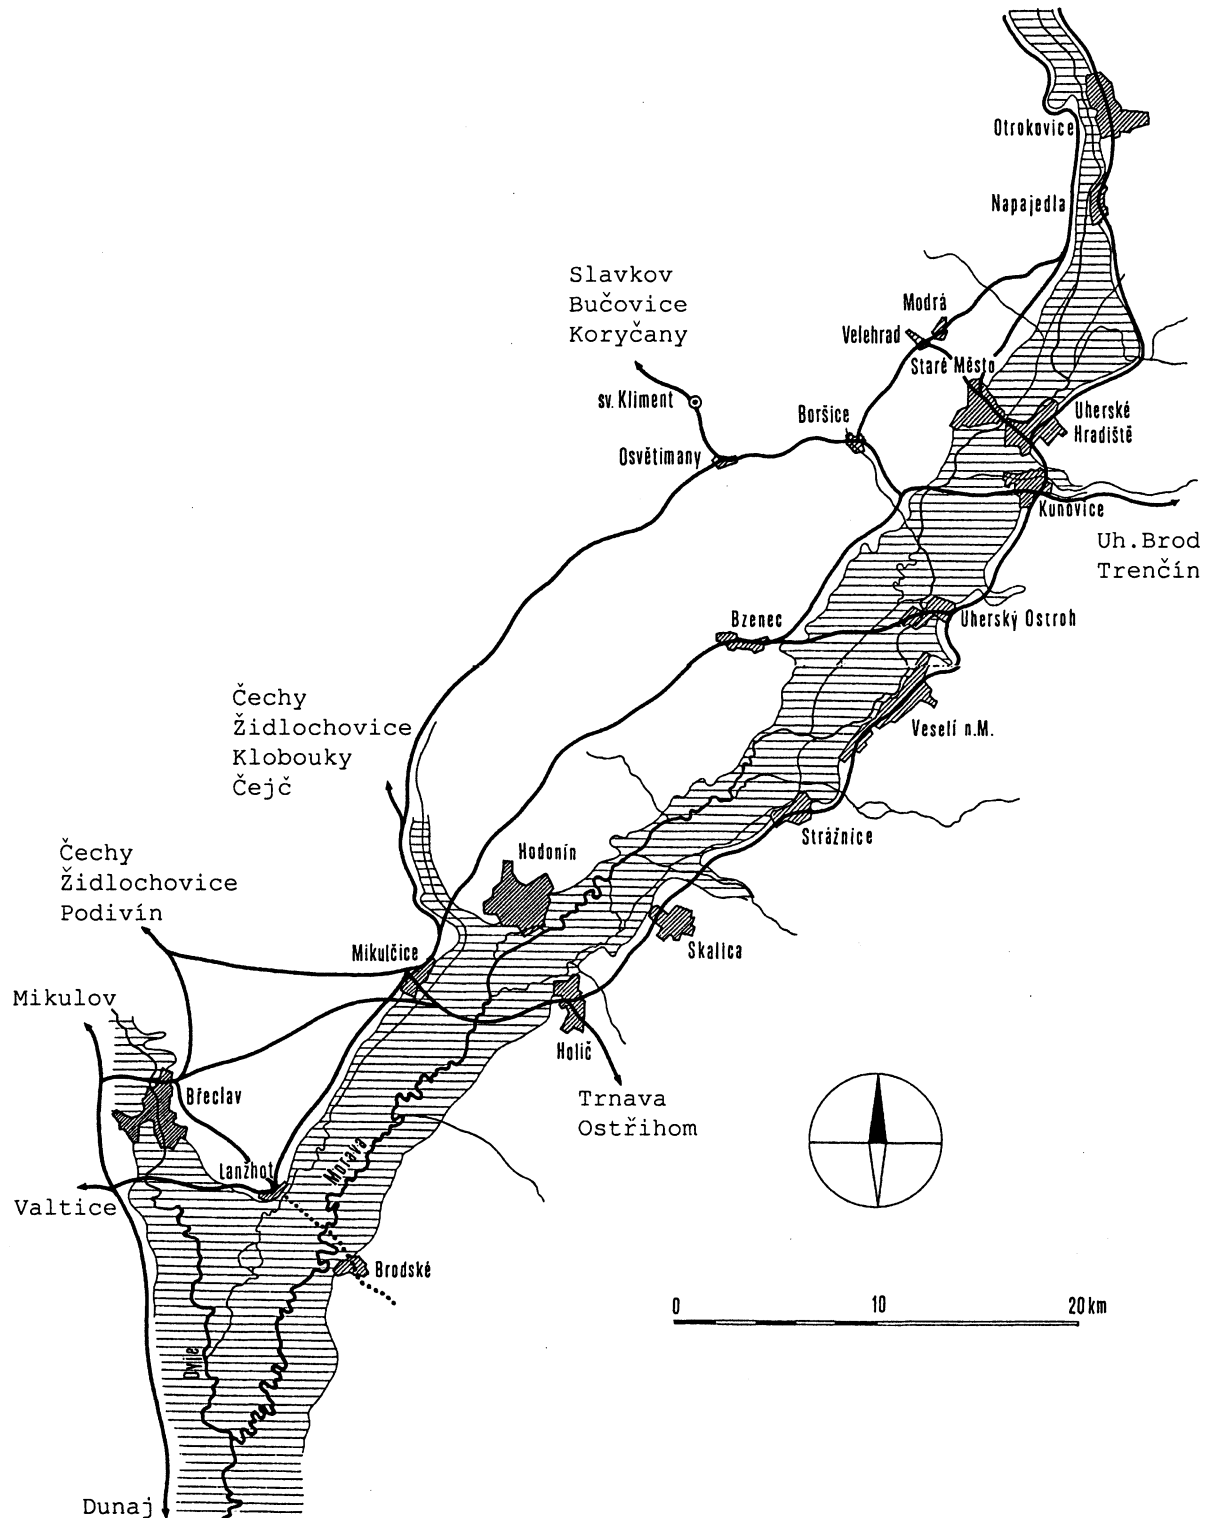 Otrokovice
Napajedla
Slavkov
Bučovice
Koryčany
Modrá
Velehrad
Staré Město
sv. Kliment
Boršice
Uherské
Hradiště
Osvětimany
Kunovice
Uh.Brod
Trenčín
Bzenec
Uherský Ostroh
Čechy
Židlochovice
Klobouky
Čejč
Veselí n.M.
Strážnice
Hodonín
Čechy
Židlochovice
Podivín
Skalica
Mikulčice
Mikulov
Holíč
Břeclav
Trnava
Ostřihom
Lanžhot
Morava
Valtice
Brodské
0 10 20 km
Dyje
Dunaj